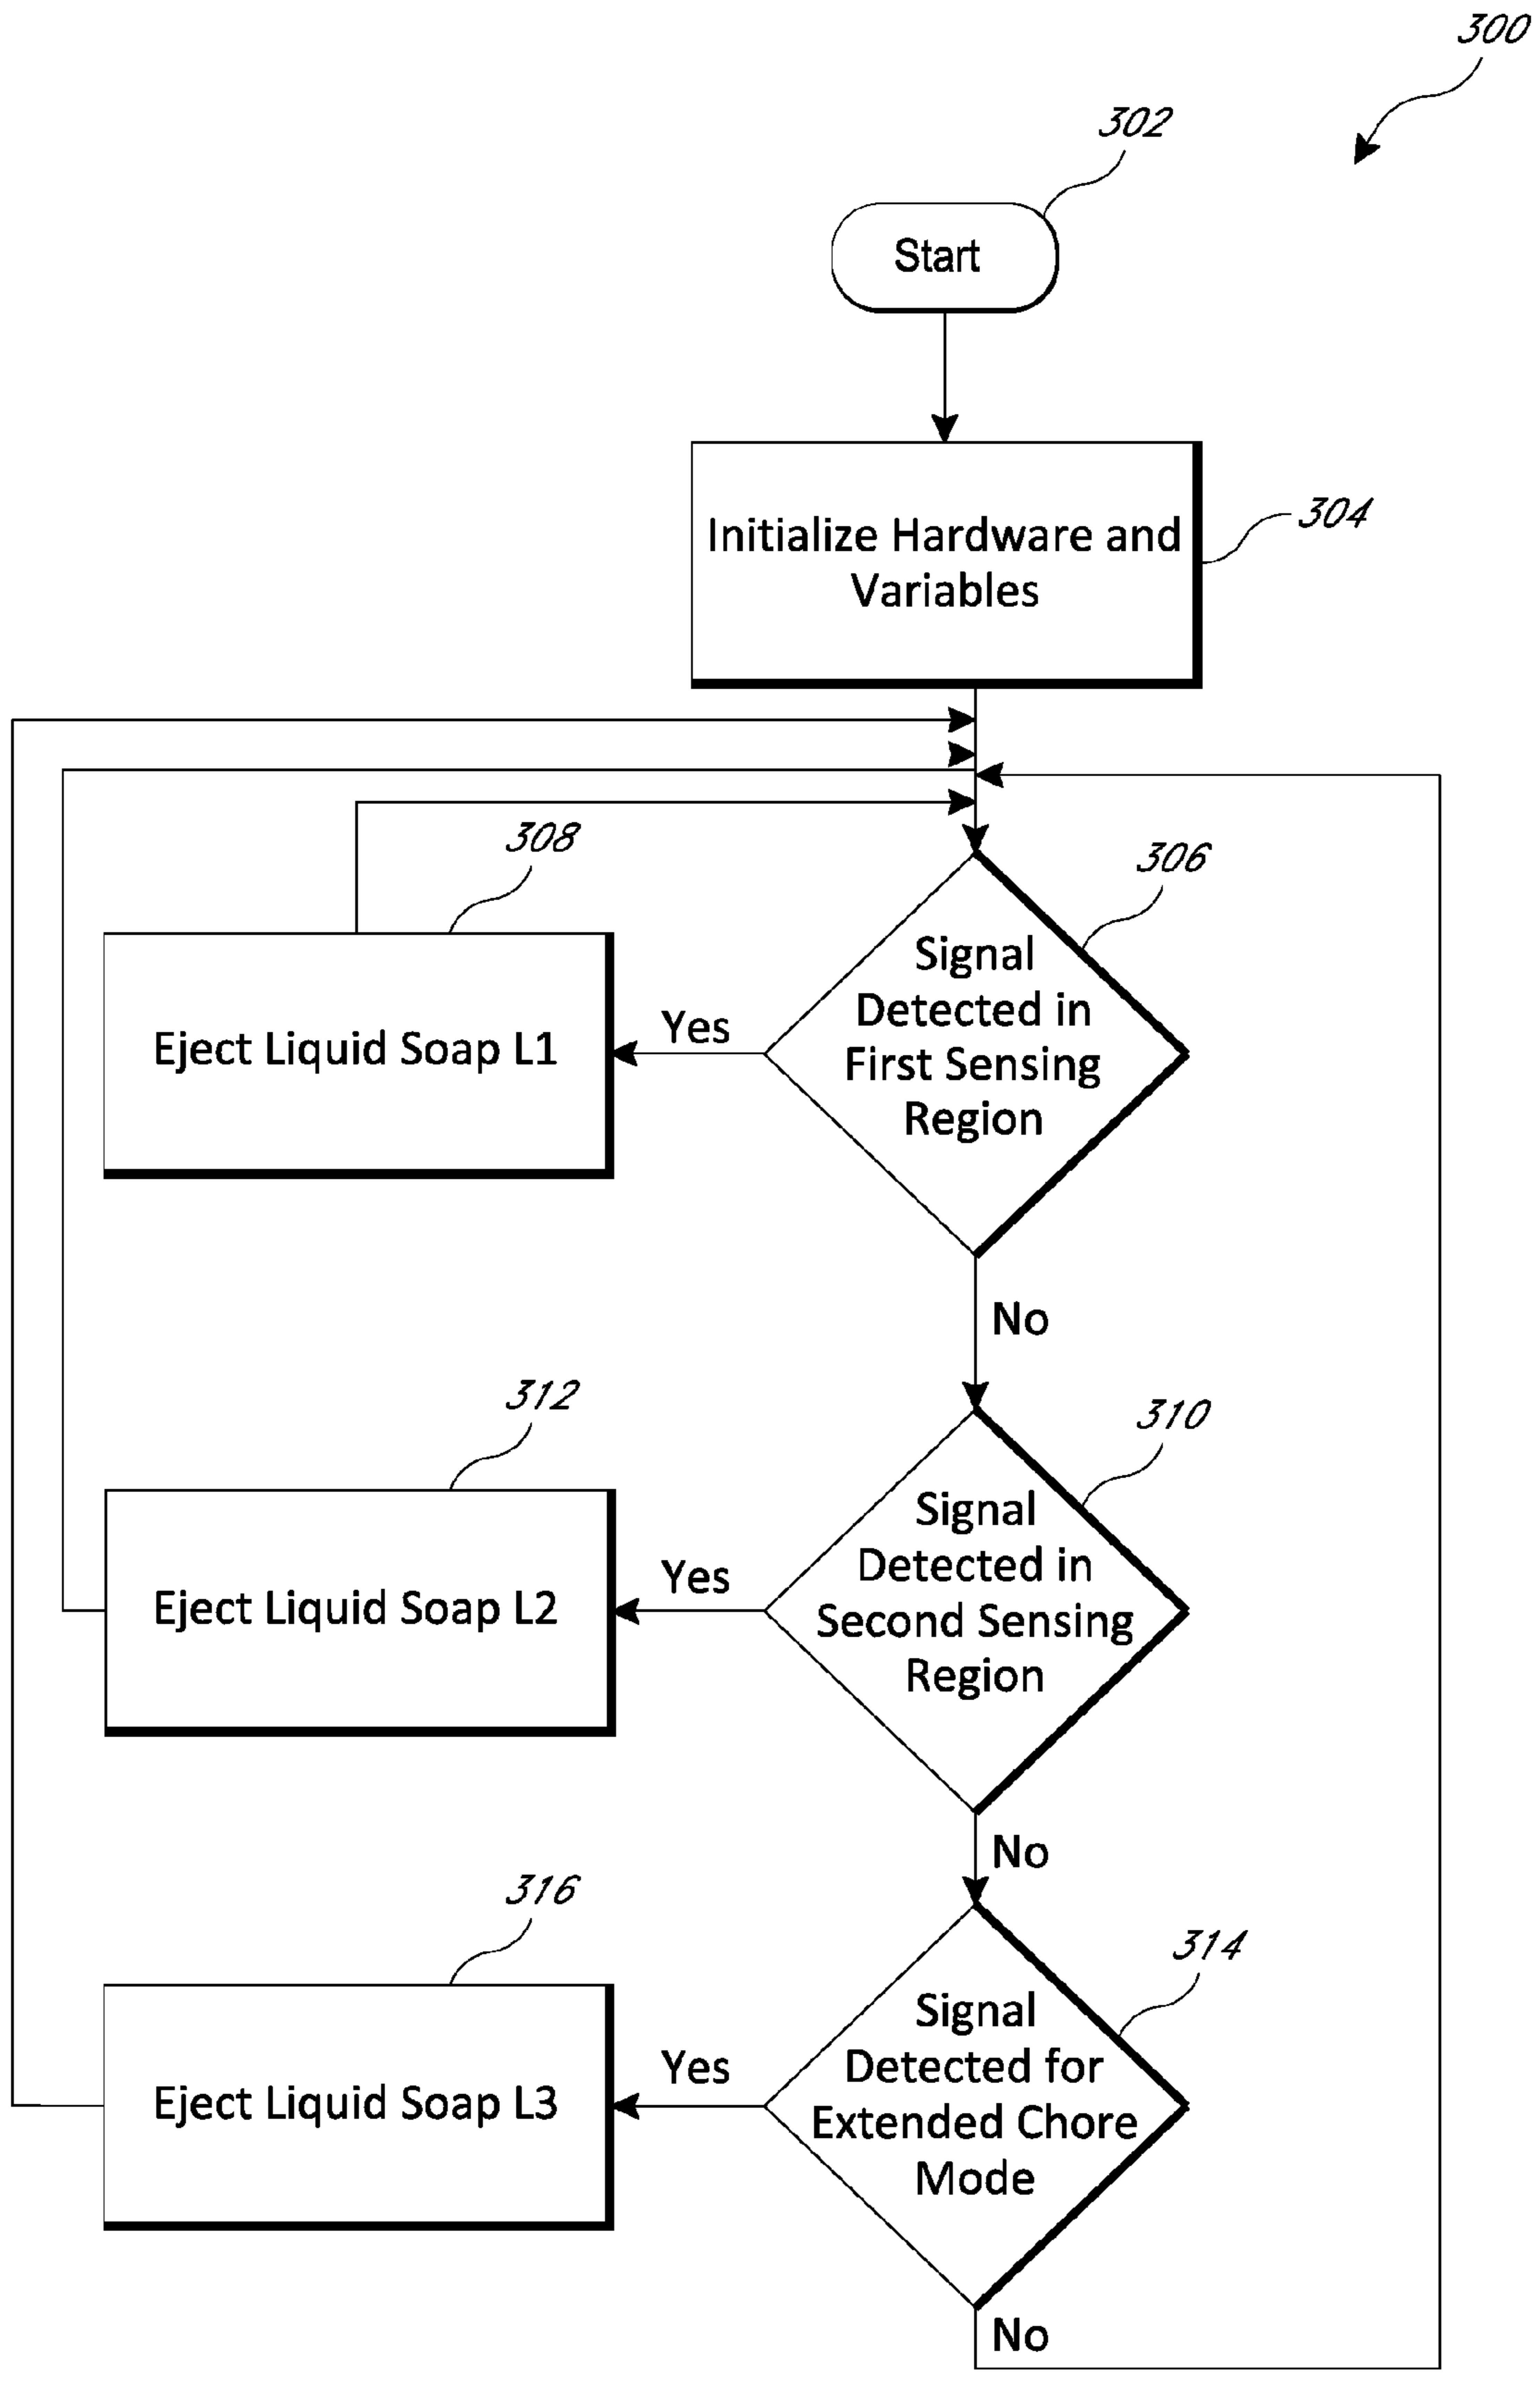 300
302
Start
Initialize Hardware and
Variables
304
308
306
Eject Liquid Soap L1
Yes
Signal
Detected in
First Sensing
Region
No
312
310
Eject Liquid Soap L2
Yes
Signal
Detected in
Second Sensing
Region
No
316
314
Eject Liquid Soap L3
Yes
Signal
Detected for
Extended Chore
Mode
No